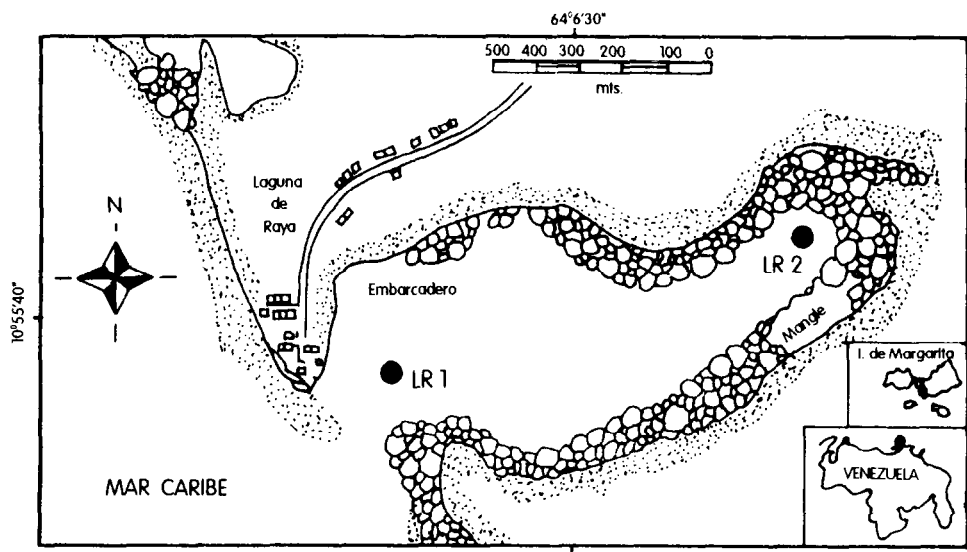 64°6'30"
500 400 300 200 100 0
mts.
Laguna
de
Raya
N
Embarcadero
LR 2
10°55'40"
LR 1
Mangle
I. de Margarita
MAR CARIBE
VENEZUELA